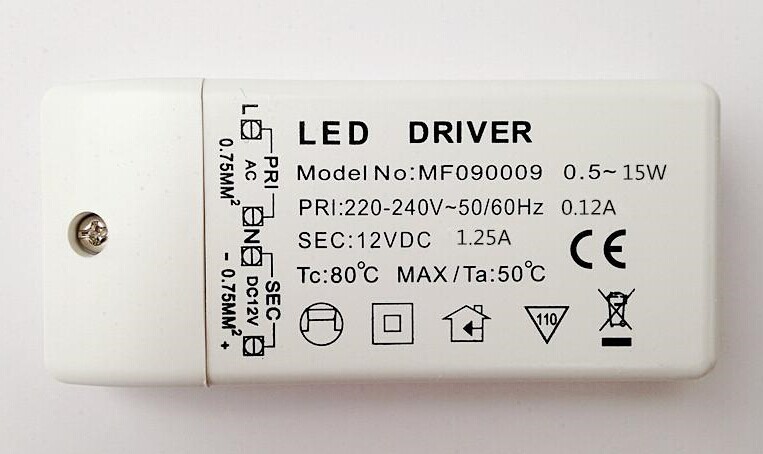 LED DRIVER
Model No:MF090009 0.5~15W
PRI:220-240V~50/60Hz 0.12A
SEC:12VDC 1.25A
Tc:80℃ MAX/Ta:50℃
CE
110
L
N
PRI
AC
0.75MM²
SEC
DC12V
- 0.75MM² +